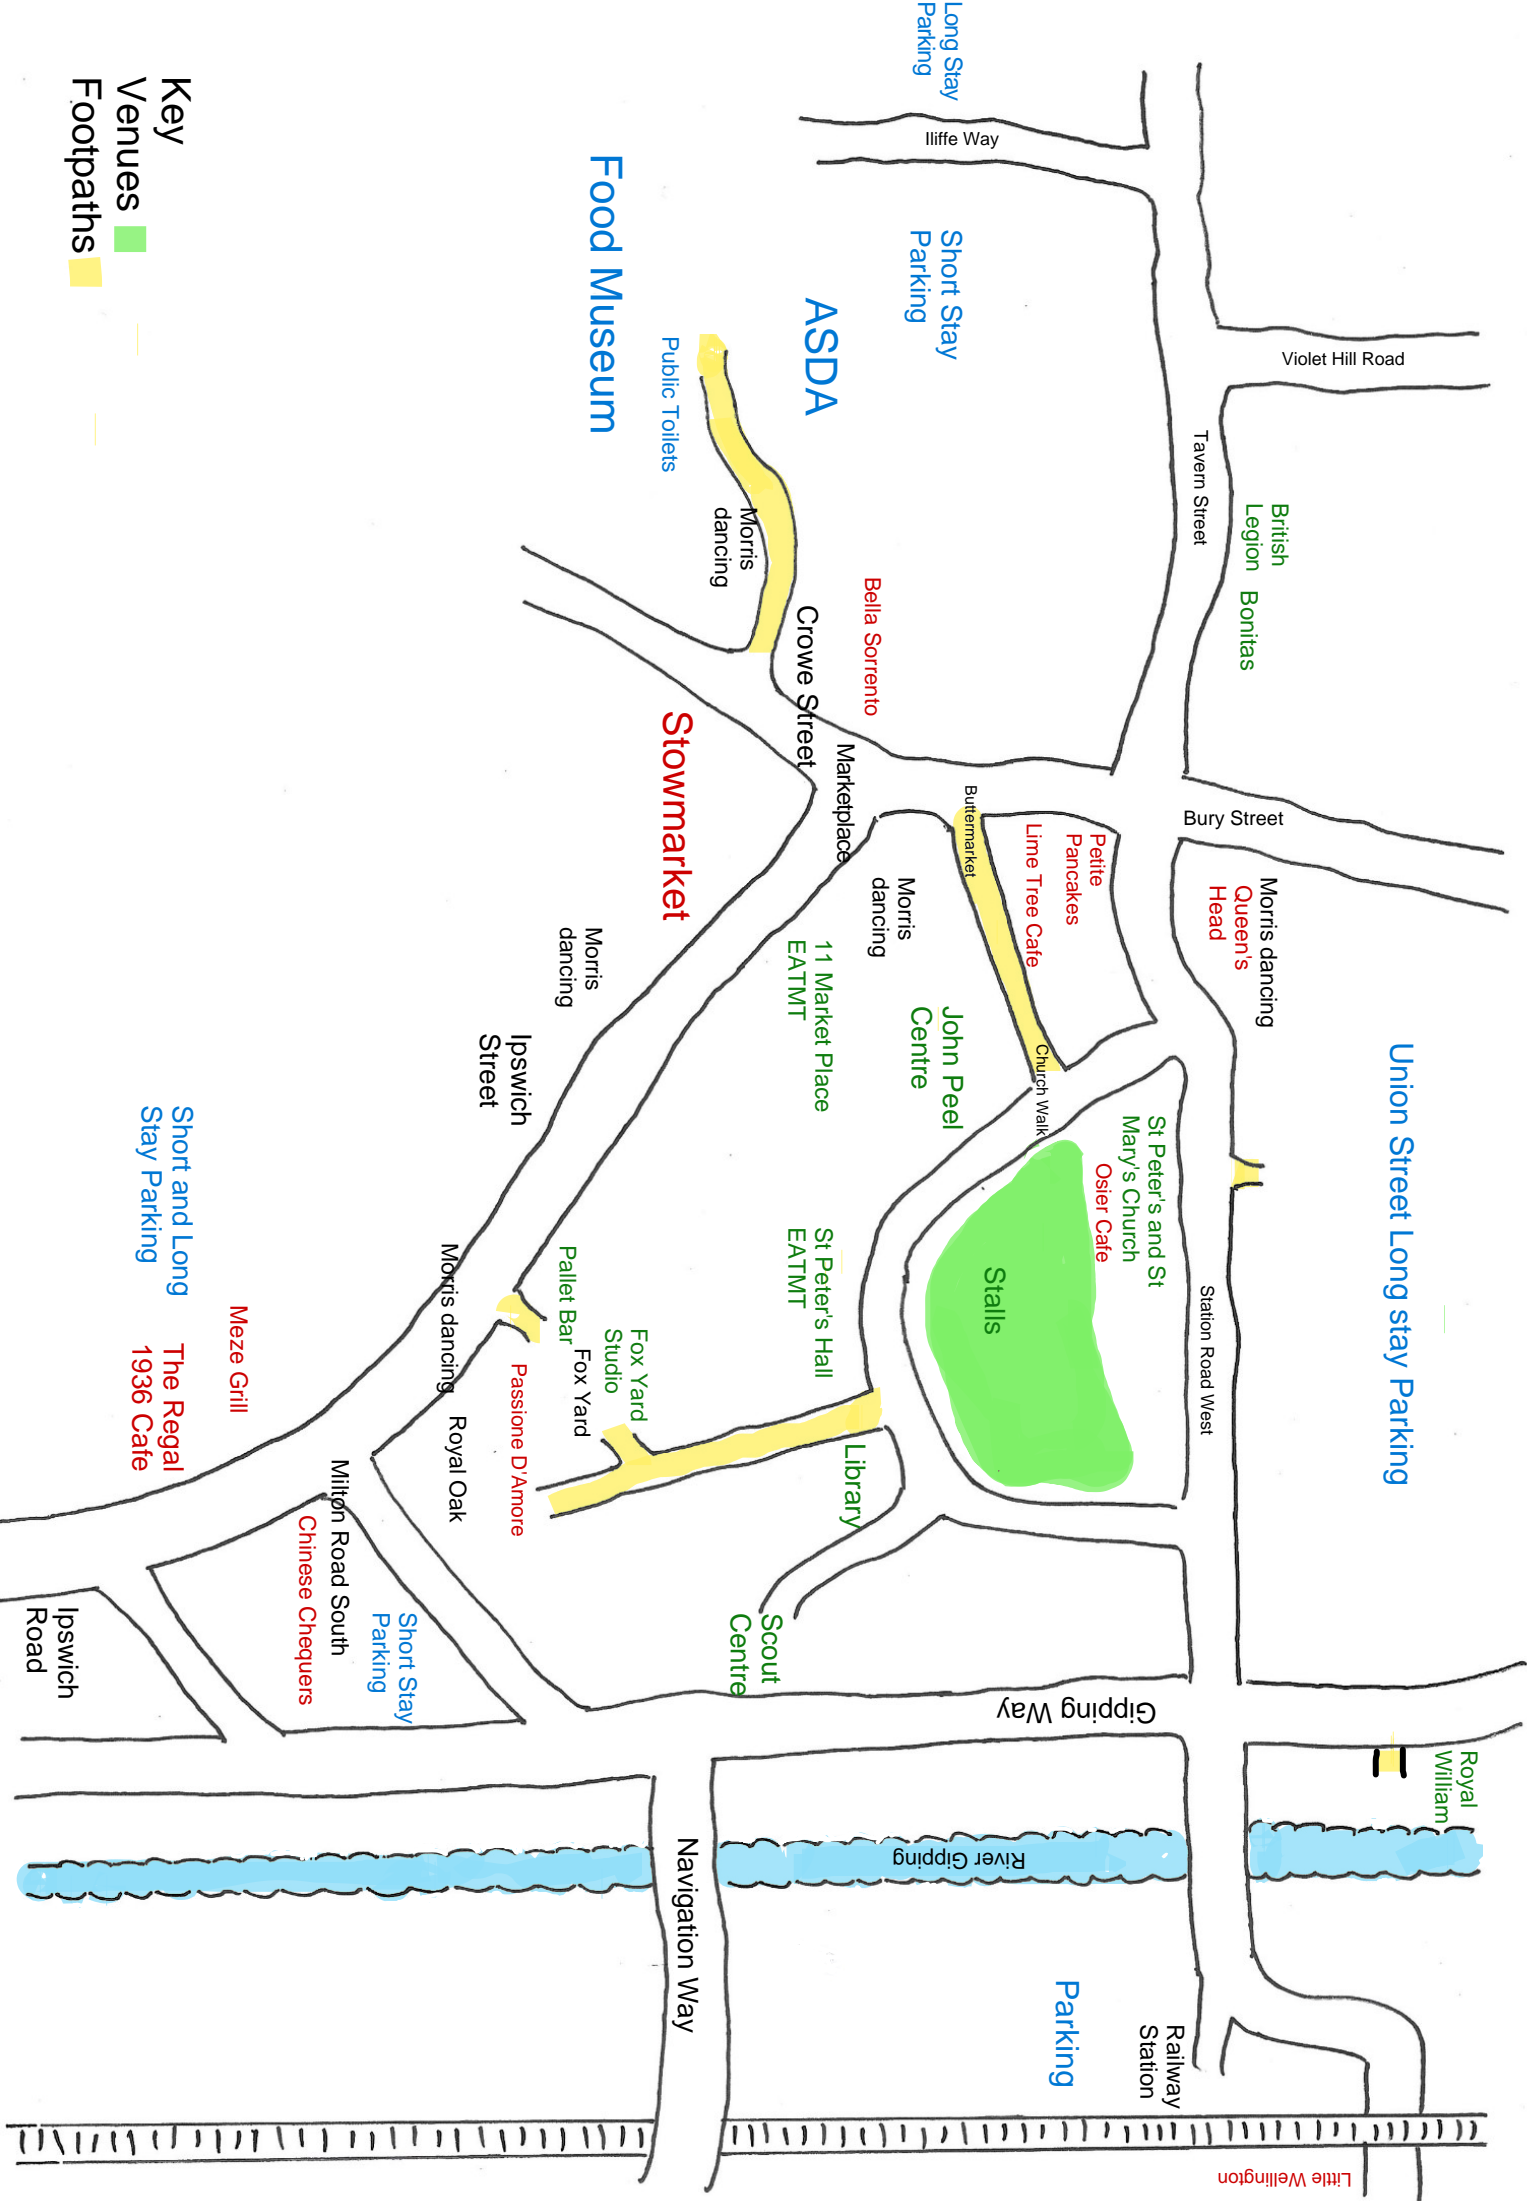 Long Stay
Parking
Iliffe Way
Violet Hill Road
Tavern Street
British
Legion
Bonitas
Short Stay
Parking
ASDA
Food Museum
Public Toilets
Key
Venues
Footpaths
Morris
dancing
Crowe Street
Bella Sorrento
Marketplace
Buttermarket
Bury Street
Petite
Pancakes
Lime Tree Cafe
Morris dancing
Queen's
Head
Union Street Long stay Parking
Stowmarket
Morris
dancing
11 Market Place
EATMT
John Peel
Centre
Church Walk
St Peter's and St
Mary's Church
Osier Cafe
Stalls
Station Road West
Morris
dancing
Ipswich
Street
St Peter's Hall
EATMT
Pallet Bar
Fox Yard
Studio
Fox Yard
Passione D'Amore
Library
Morris dancing
Royal Oak
Short and Long
Stay Parking
Meze Grill
The Regal
1936 Cafe
Milton Road South
Chinese Chequers
Short Stay
Parking
Ipswich
Road
Scout
Centre
Gipping Way
Royal
William
River Gipping
Navigation Way
Parking
Railway
Station
Little Wellington